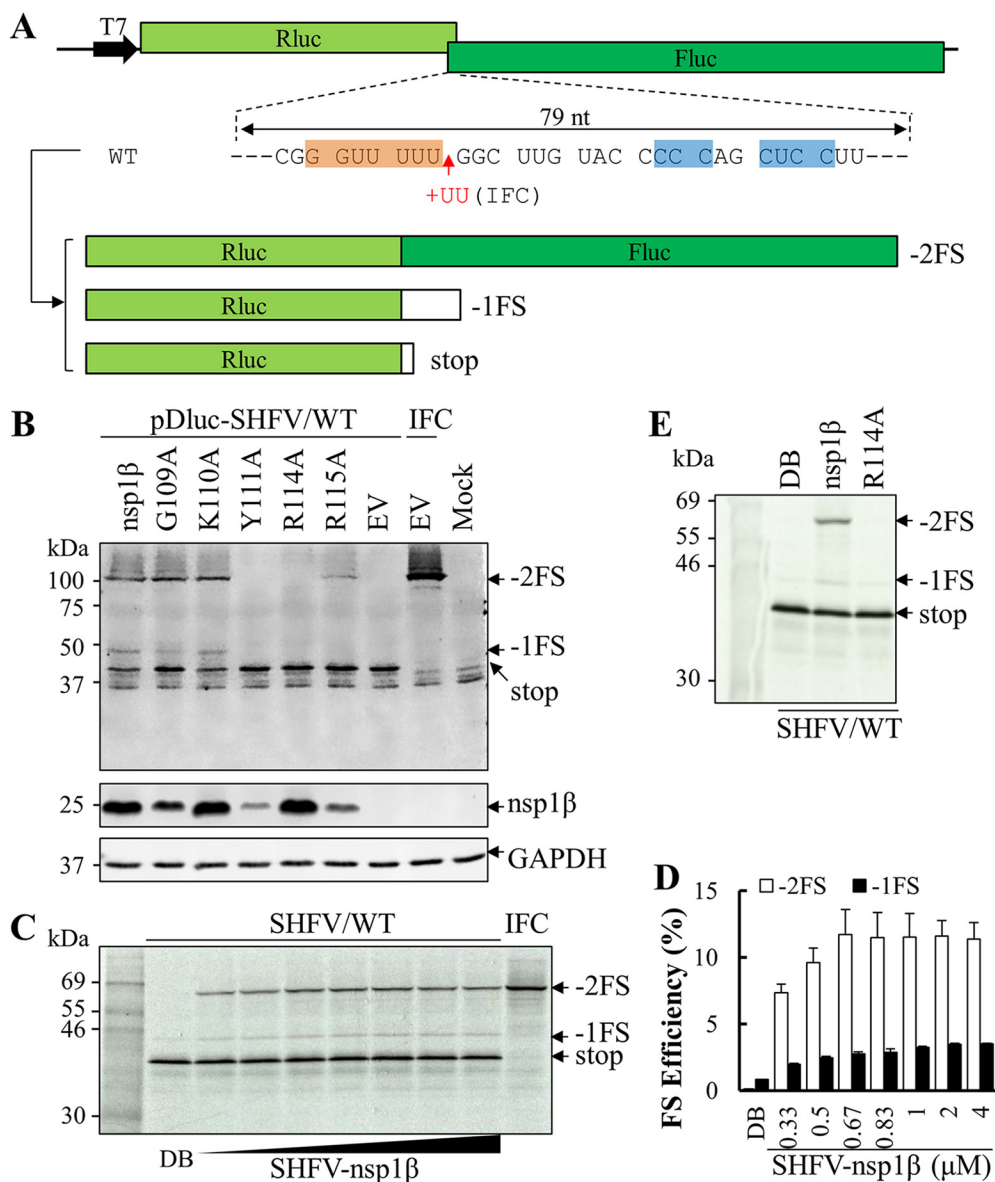 A
T7
Rluc
Fluc
79 nt
WT
---CGG GUU UUU GGC UUG UAC CCC CAG CUC CUU---
+UU(IFC)
Rluc
Fluc
-2FS
Rluc
-1FS
Rluc
stop
B
pDluc-SHFV/WT
IFC
nsp1β
G109A
K110A
Y111A
R114A
R115A
EV
EV
Mock
kDa
100
75
50
37
-2FS
-1FS
stop
25
nsp1β
37
GAPDH
C
SHFV/WT
IFC
kDa
69
55
46
30
-2FS
-1FS
stop
DB
SHFV-nsp1β
E
kDa
DB
nsp1β
R114A
69
55
46
30
-2FS
-1FS
stop
SHFV/WT
D
-2FS
-1FS
FS Efficiency (%)
15
10
5
0
DB
0.33
0.5
0.67
0.83
1
2
4
SHFV-nsp1β (μM)